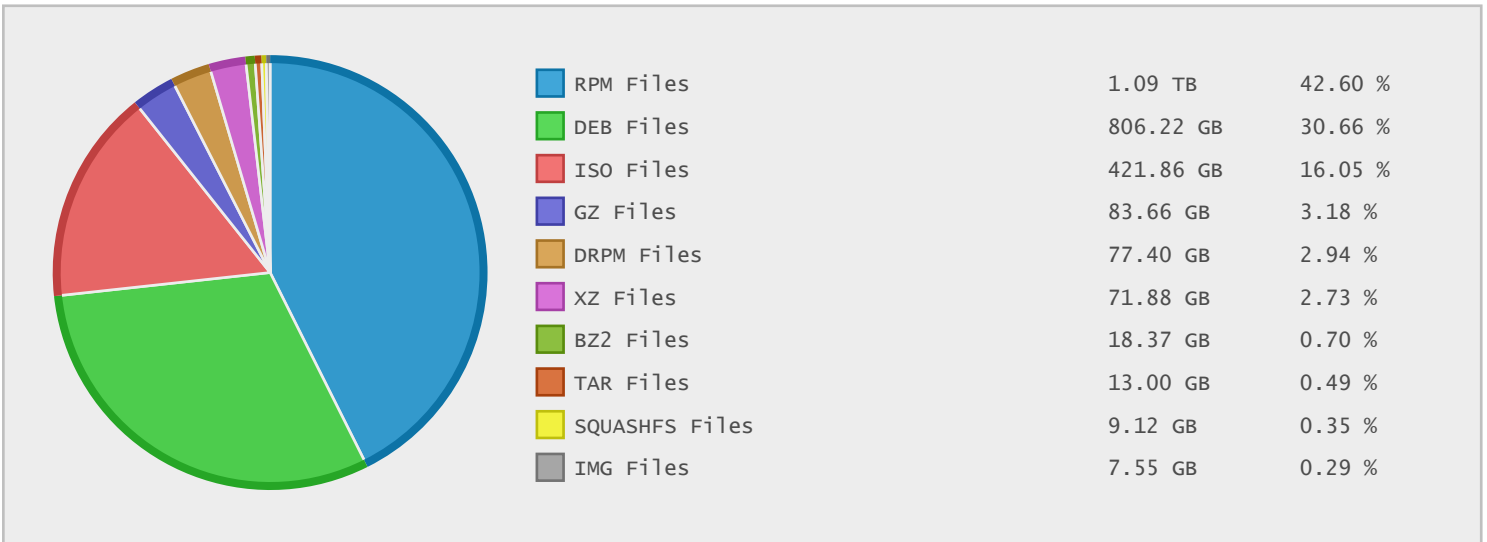 RPM Files 1.09 TB 42.60 %
DEB Files 806.22 GB 30.66 %
ISO Files 421.86 GB 16.05 %
GZ Files 83.66 GB 3.18 %
DRPM Files 77.40 GB 2.94 %
XZ Files 71.88 GB 2.73 %
BZ2 Files 18.37 GB 0.70 %
TAR Files 13.00 GB 0.49 %
SQUASHFS Files 9.12 GB 0.35 %
IMG Files 7.55 GB 0.29 %